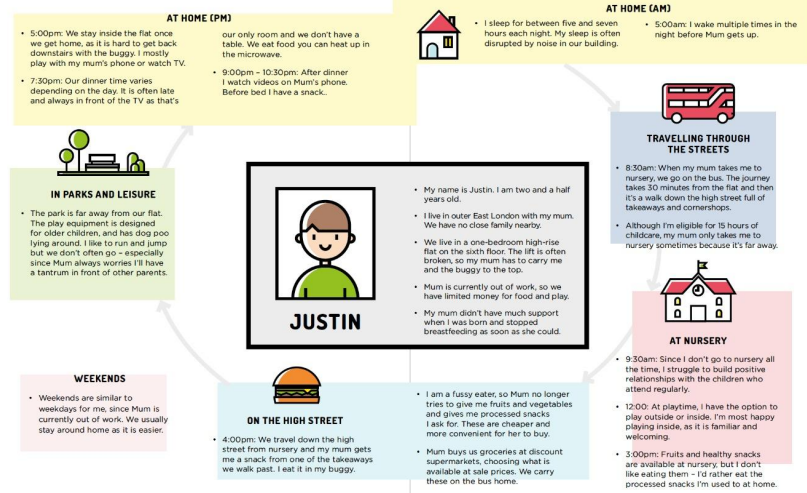 AT HOME (PM)
• 5:00pm: We stay inside the flat once
we get home, as it is hard to get back
downstairs with the buggy. I mostly
play with my mum's phone or watch TV.
• 7:30pm: Our dinner time varies
depending on the day. It is often late
and always in front of the TV as that's
our only room and we don't have a
table. We eat food you can heat up in
the microwave.
• 9:00pm – 10:30pm: After dinner
I watch videos on Mum's phone.
Before bed I have a snack..
AT HOME (AM)
• I sleep for between five and seven
hours each night. My sleep is often
disrupted by noise in our building.
• 5:00am: I wake multiple times in the
night before Mum gets up.
TRAVELLING THROUGH
THE STREETS
• 8:30am: When my mum takes me to
nursery, we go on the bus. The journey
takes 30 minutes from the flat and then
it's a walk down the high street full of
takeaways and cornershops.
• Although I'm eligible for 15 hours of
childcare, my mum only takes me to
nursery sometimes because it's far away.
IN PARKS AND LEISURE
• The park is far away from our flat.
The play equipment is designed
for older children, and has dog poo
lying around. I like to run and jump
but we don't often go – especially
since Mum always worries I'll have
a tantrum in front of other parents.
JUSTIN
• My name is Justin. I am two and a half
years old.
• I live in outer East London with my mum.
We have no close family nearby.
• We live in a one-bedroom high-rise
flat on the sixth floor. The lift is often
broken, so my mum has to carry me
and the buggy to the top.
• Mum is currently out of work, so we
have limited money for food and play.
• My mum didn't have much support
when I was born and stopped
breastfeeding as soon as she could.
AT NURSERY
• 9:30am: Since I don't go to nursery all
the time, I struggle to build positive
relationships with the children who
attend regularly.
• 12:00: At playtime, I have the option to
play outside or inside. I'm most happy
playing inside, as it is familiar and
welcoming.
• 3:00pm: Fruits and healthy snacks
are available at nursery, but I don't
like eating them – I'd rather eat the
processed snacks I'm used to at home.
WEEKENDS
• Weekends are similar to
weekdays for me, since Mum is
currently out of work. We usually
stay around home as it is easier.
ON THE HIGH STREET
• 4:00pm: We travel down the high
street from nursery and my mum gets
me a snack from one of the takeaways
we walk past. I eat it in my buggy.
• I am a fussy eater, so Mum no longer
tries to give me fruits and vegetables
and gives me processed snacks
I ask for. These are cheaper and
more convenient for her to buy.
• Mum buys us groceries at discount
supermarkets, choosing what is
available at sale prices. We carry
these on the bus home.